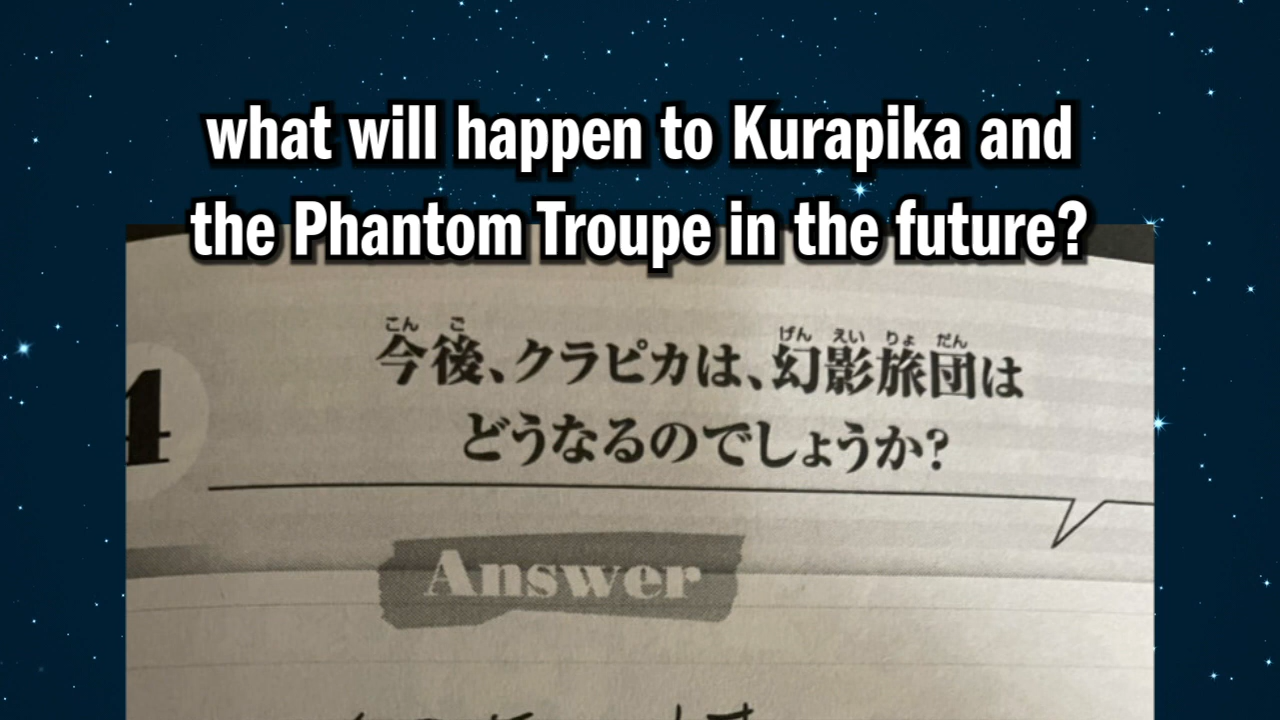 what will happen to Kurapika and
the Phantom Troupe in the future?
こん ご げん えい りょ だん
今後、クラピカは、幻影旅団は
4
どうなるのでしょうか?
Answer